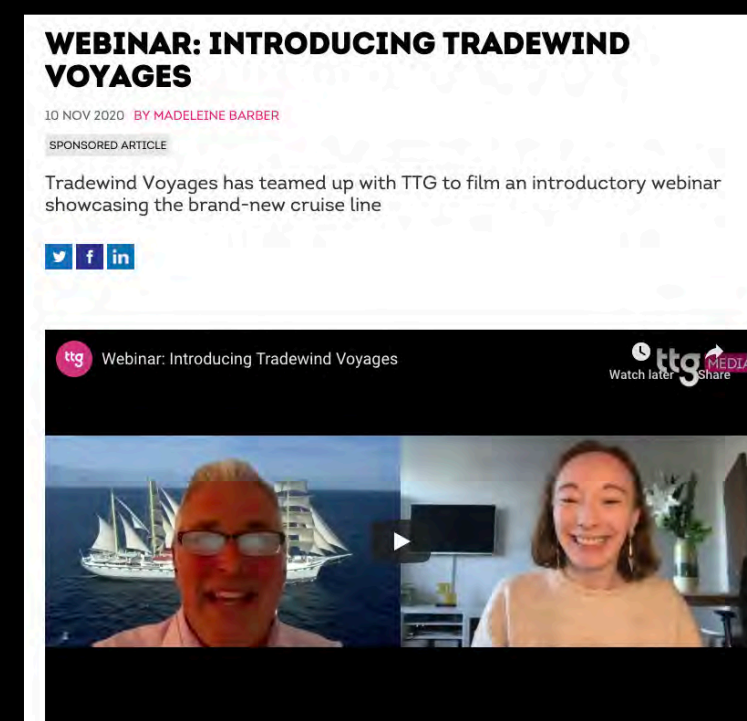 WEBINAR: INTRODUCING TRADEWIND
VOYAGES
10 NOV 2020 BY MADELEINE BARBER
SPONSORED ARTICLE
Tradewind Voyages has teamed up with TTG to film an introductory webinar
showcasing the brand-new cruise line
f in
ttg Webinar: Introducing Tradewind Voyages
ttg MEDIA
Watch later Share